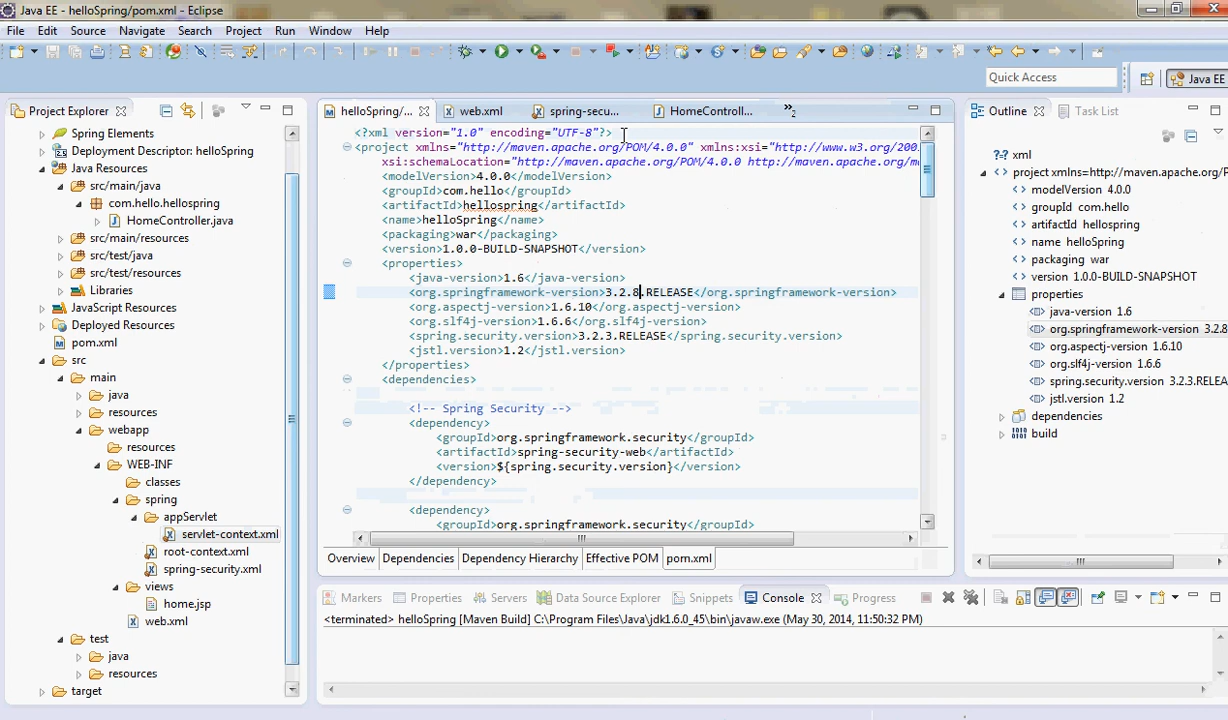 Java EE - helloSpring/pom.xml - Eclipse
File Edit Source Navigate Search Project Run Window Help
Quick Access
Java EE
Project Explorer
Spring Elements
Deployment Descriptor: helloSpring
Java Resources
src/main/java
com.hello.hellospring
HomeController.java
src/main/resources
src/test/java
src/test/resources
Libraries
JavaScript Resources
Deployed Resources
pom.xml
src
main
java
resources
webapp
resources
WEB-INF
classes
spring
appServlet
servlet-context.xml
root-context.xml
spring-security.xml
views
home.jsp
web.xml
test
java
resources
target
helloSpring/... web.xml spring-secu... HomeControll... »2
<?xml version="1.0" encoding="UTF-8"?>
<project xmlns="http://maven.apache.org/POM/4.0.0" xmlns:xsi="http://www.w3.org/200
xsi:schemaLocation="http://maven.apache.org/POM/4.0.0 http://maven.apache.org/ma
<modelVersion>4.0.0</modelVersion>
<groupId>com.hello</groupId>
<artifactId>hellospring</artifactId>
<name>helloSpring</name>
<packaging>war</packaging>
<version>1.0.0-BUILD-SNAPSHOT</version>
<properties>
<java-version>1.6</java-version>
<org.springframework-version>3.2.8.RELEASE</org.springframework-version>
<org.aspectj-version>1.6.10</org.aspectj-version>
<org.slf4j-version>1.6.6</org.slf4j-version>
<spring.security.version>3.2.3.RELEASE</spring.security.version>
<jstl.version>1.2</jstl.version>
</properties>
<dependencies>
<!-- Spring Security -->
<dependency>
<groupId>org.springframework.security</groupId>
<artifactId>spring-security-web</artifactId>
<version>${spring.security.version}</version>
</dependency>
<dependency>
<groupId>org.springframework.security</groupId>
Overview Dependencies Dependency Hierarchy Effective POM pom.xml
Outline Task List
xml
project xmlns=http://maven.apache.org/P
modelVersion 4.0.0
groupId com.hello
artifactId hellospring
name helloSpring
packaging war
version 1.0.0-BUILD-SNAPSHOT
properties
java-version 1.6
org.springframework-version 3.2.8
org.aspectj-version 1.6.10
org.slf4j-version 1.6.6
spring.security.version 3.2.3.RELEA
jstl.version 1.2
dependencies
build
Markers Properties Servers Data Source Explorer Snippets Console Progress
<terminated> helloSpring [Maven Build] C:\Program Files\Java\jdk1.6.0_45\bin\javaw.exe (May 30, 2014, 11:50:32 PM)